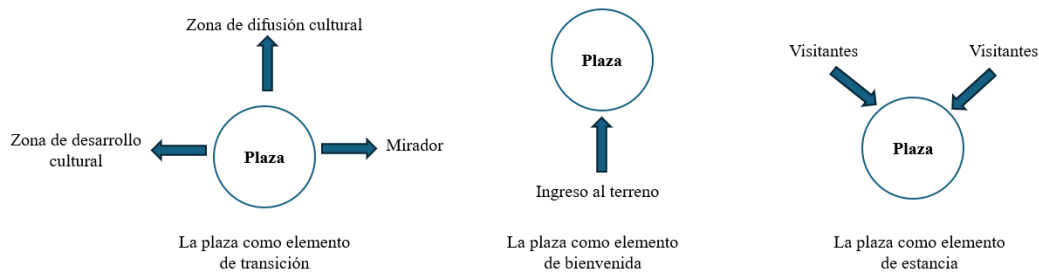 Zona de difusión cultural
Zona de desarrollo
cultural
Plaza
Mirador
La plaza como elemento
de transición
Plaza
Ingreso al terreno
La plaza como elemento
de bienvenida
Visitantes
Visitantes
Plaza
La plaza como elemento
de estancia